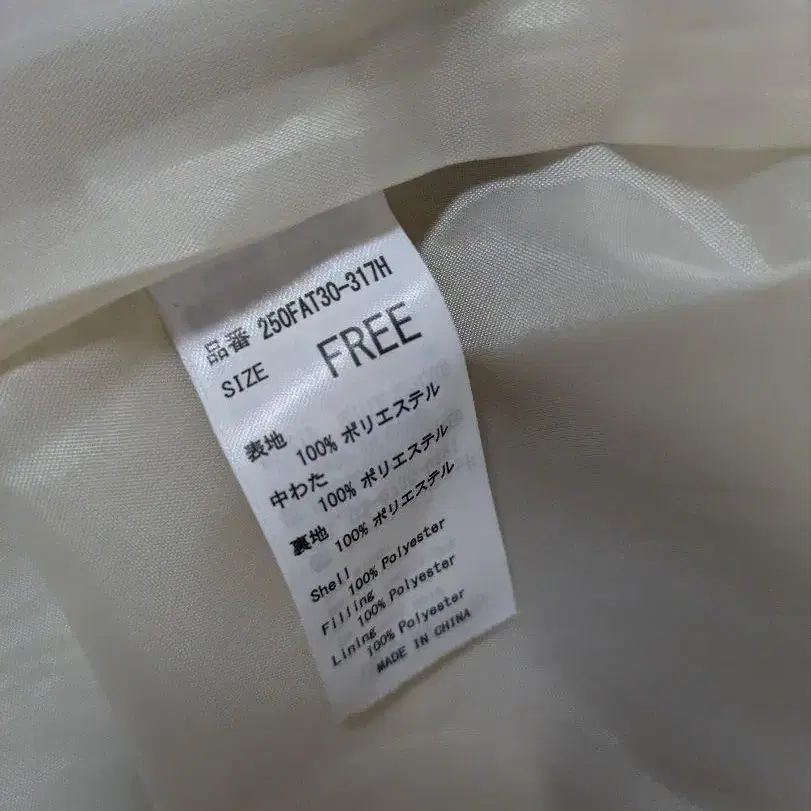 品番 250FAT30-317H
SIZE FREE
表地
100% ポリエステル
中わた
100% ポリエステル
裏地
100% ポリエステル
Shell
100% Polyester
Filling
100% Polyester
Lining
100% Polyester
MADE IN CHINA